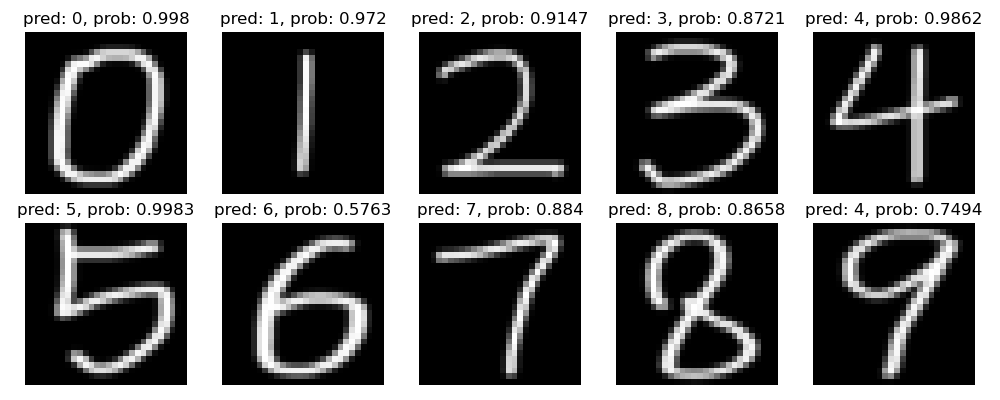 pred: 0, prob: 0.998 pred: 1, prob: 0.972 pred: 2, prob: 0.9147 pred: 3, prob: 0.8721 pred: 4, prob: 0.9862
0 1 2 3 4
pred: 5, prob: 0.9983 pred: 6, prob: 0.5763 pred: 7, prob: 0.884 pred: 8, prob: 0.8658 pred: 4, prob: 0.7494
5 6 7 8 9